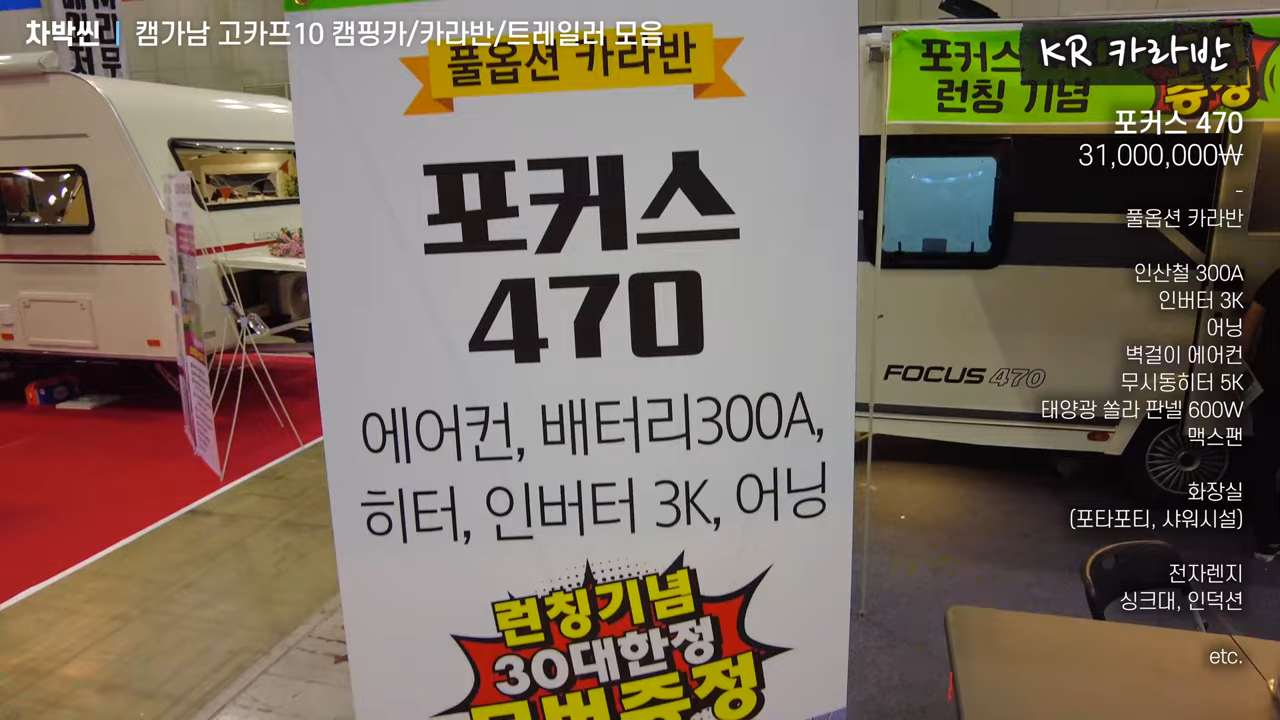 차박씬 | 캠가남 고카프10 캠핑카/카라반/트레일러 모음
풀옵션 카라반
포커스
470
에어컨, 배터리300A,
히터, 인버터 3K, 어닝
런칭기념
30대한정
포커스
런칭 기념
증정
FOCUS 470
KR 카라반
포커스 470
31,000,000₩
-
풀옵션 카라반
인산철 300A
인버터 3K
어닝
벽걸이 에어컨
무시동히터 5K
태양광 쏠라 판넬 600W
맥스팬
화장실
(포타포티, 샤워시설)
전자렌지
싱크대, 인덕션
etc.